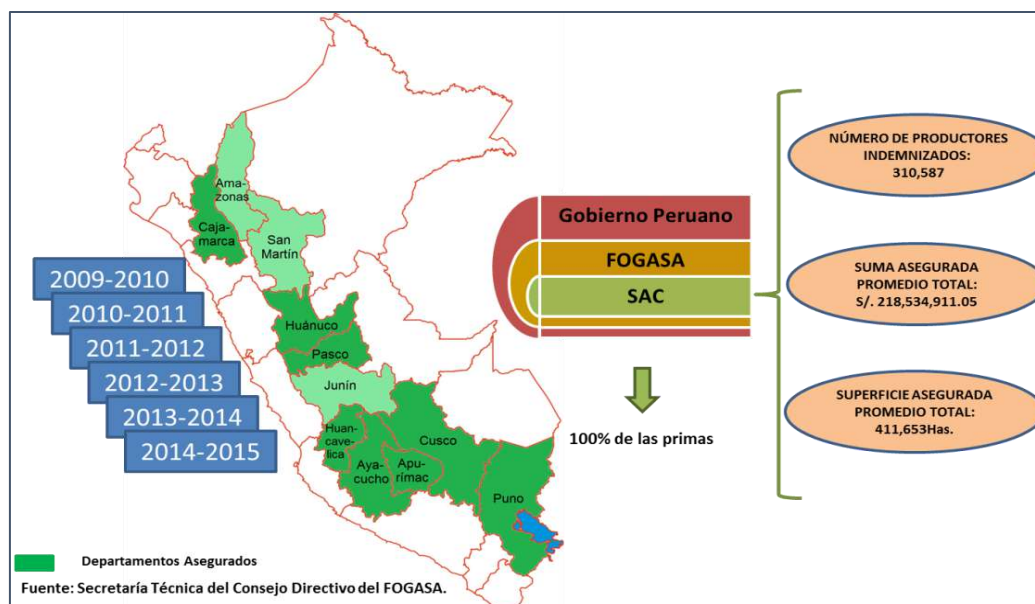 Ama-
zonas
Caja-
marca
San
Martín
Huánuco
Pasco
Junín
Huan-
cave-
lica
Aya-
cucho
Apu-
rímac
Cusco
Puno
2009-2010
2010-2011
2011-2012
2012-2013
2013-2014
2014-2015
Departamentos Asegurados
Fuente: Secretaría Técnica del Consejo Directivo del FOGASA.
Gobierno Peruano
FOGASA
SAC
100% de las primas
NÚMERO DE PRODUCTORES
INDEMNIZADOS:
310,587
SUMA ASEGURADA
PROMEDIO TOTAL:
S/. 218,534,911.05
SUPERFICIE ASEGURADA
PROMEDIO TOTAL:
411,653Has.